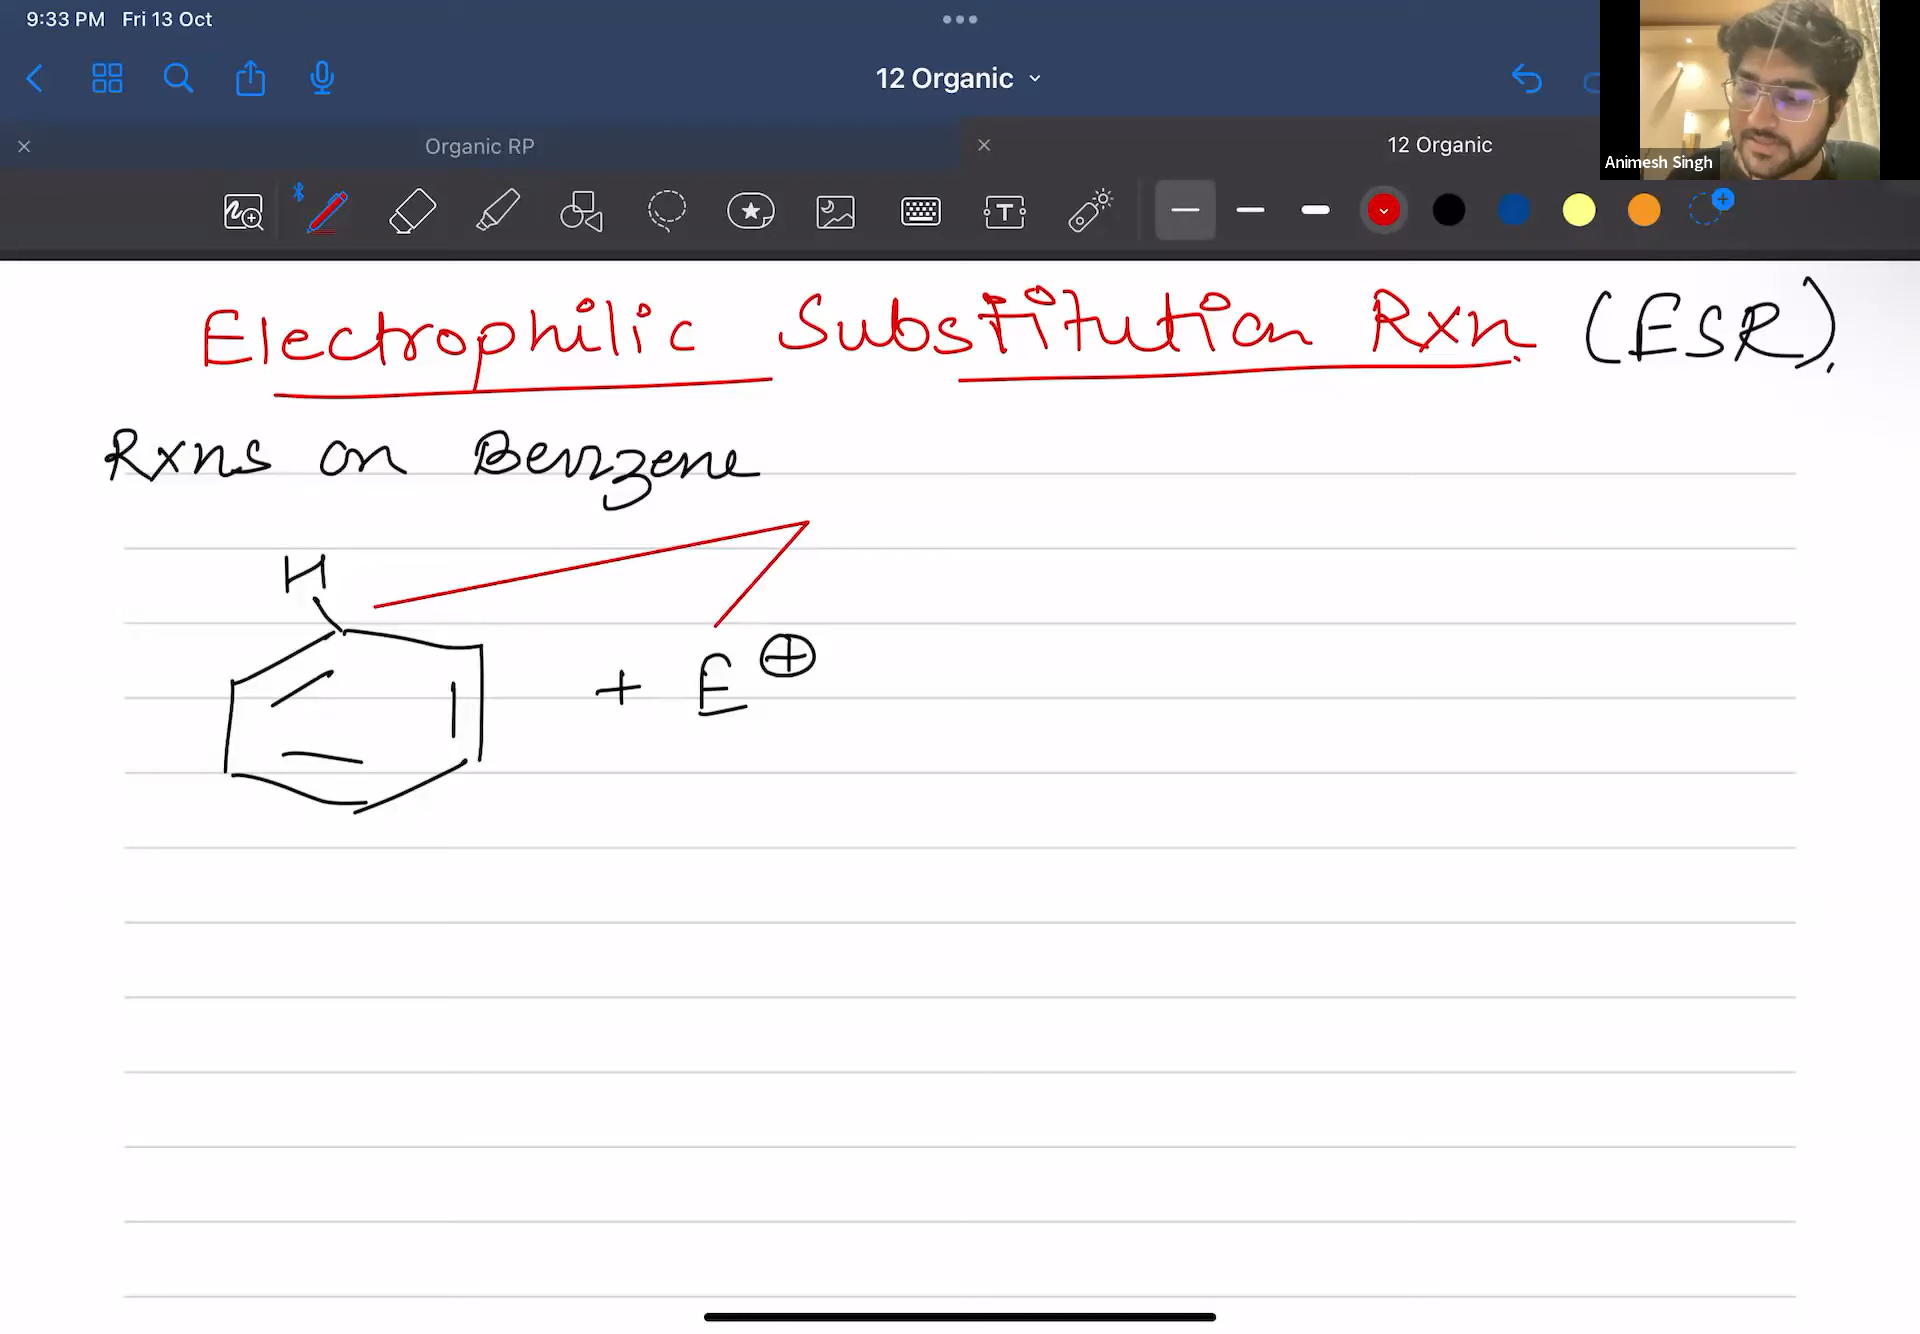 9:33 PM Fri 13 Oct
12 Organic
Organic RP
12 Organic
Animesh Singh
T
Electrophilic Substitution Rxn. (ESR).
Rxns on Benzene
H
+ E ⊕